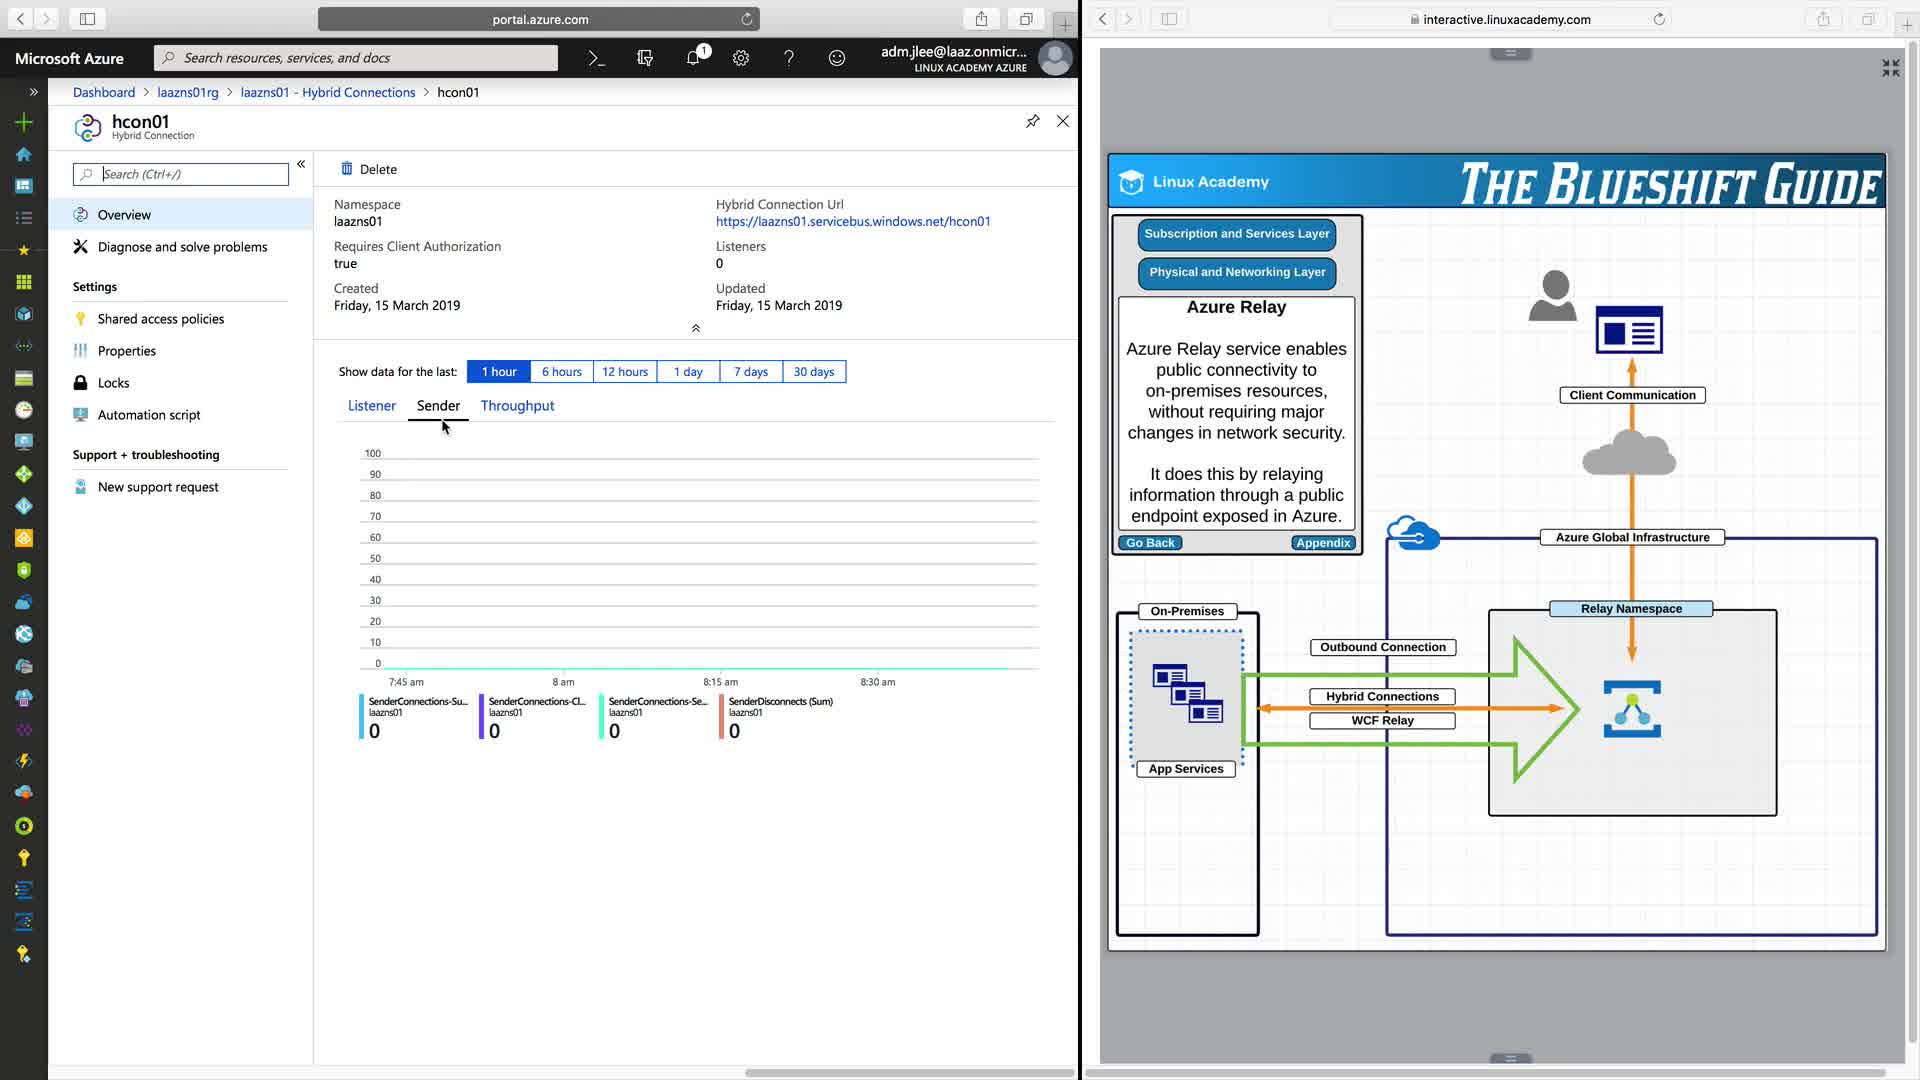 portal.azure.com
interactive.linuxacademy.com
Microsoft Azure
Search resources, services, and docs
1
adm.jlee@laaz.onmicr...
LINUX ACADEMY AZURE
Dashboard > laazns01rg > laazns01 - Hybrid Connections > hcon01
hcon01
Hybrid Connection
Search (Ctrl+/)
Overview
Diagnose and solve problems
Settings
Shared access policies
Properties
Locks
Automation script
Support + troubleshooting
New support request
Delete
Namespace
laazns01
Requires Client Authorization
true
Created
Friday, 15 March 2019
Hybrid Connection Url
https://laazns01.servicebus.windows.net/hcon01
Listeners
0
Updated
Friday, 15 March 2019
Show data for the last: 1 hour 6 hours 12 hours 1 day 7 days 30 days
Listener Sender Throughput
100
90
80
70
60
50
40
30
20
10
0
7:45 am 8 am 8:15 am 8:30 am
SenderConnections-Su...
laazns01
0
SenderConnections-Cl...
laazns01
0
SenderConnections-Se...
laazns01
0
SenderDisconnects (Sum)
laazns01
0
Linux Academy
THE BLUESHIFT GUIDE
Subscription and Services Layer
Physical and Networking Layer
Azure Relay
Azure Relay service enables
public connectivity to
on-premises resources,
without requiring major
changes in network security.
It does this by relaying
information through a public
endpoint exposed in Azure.
Go Back
Appendix
Client Communication
Azure Global Infrastructure
On-Premises
Relay Namespace
Outbound Connection
Hybrid Connections
WCF Relay
App Services